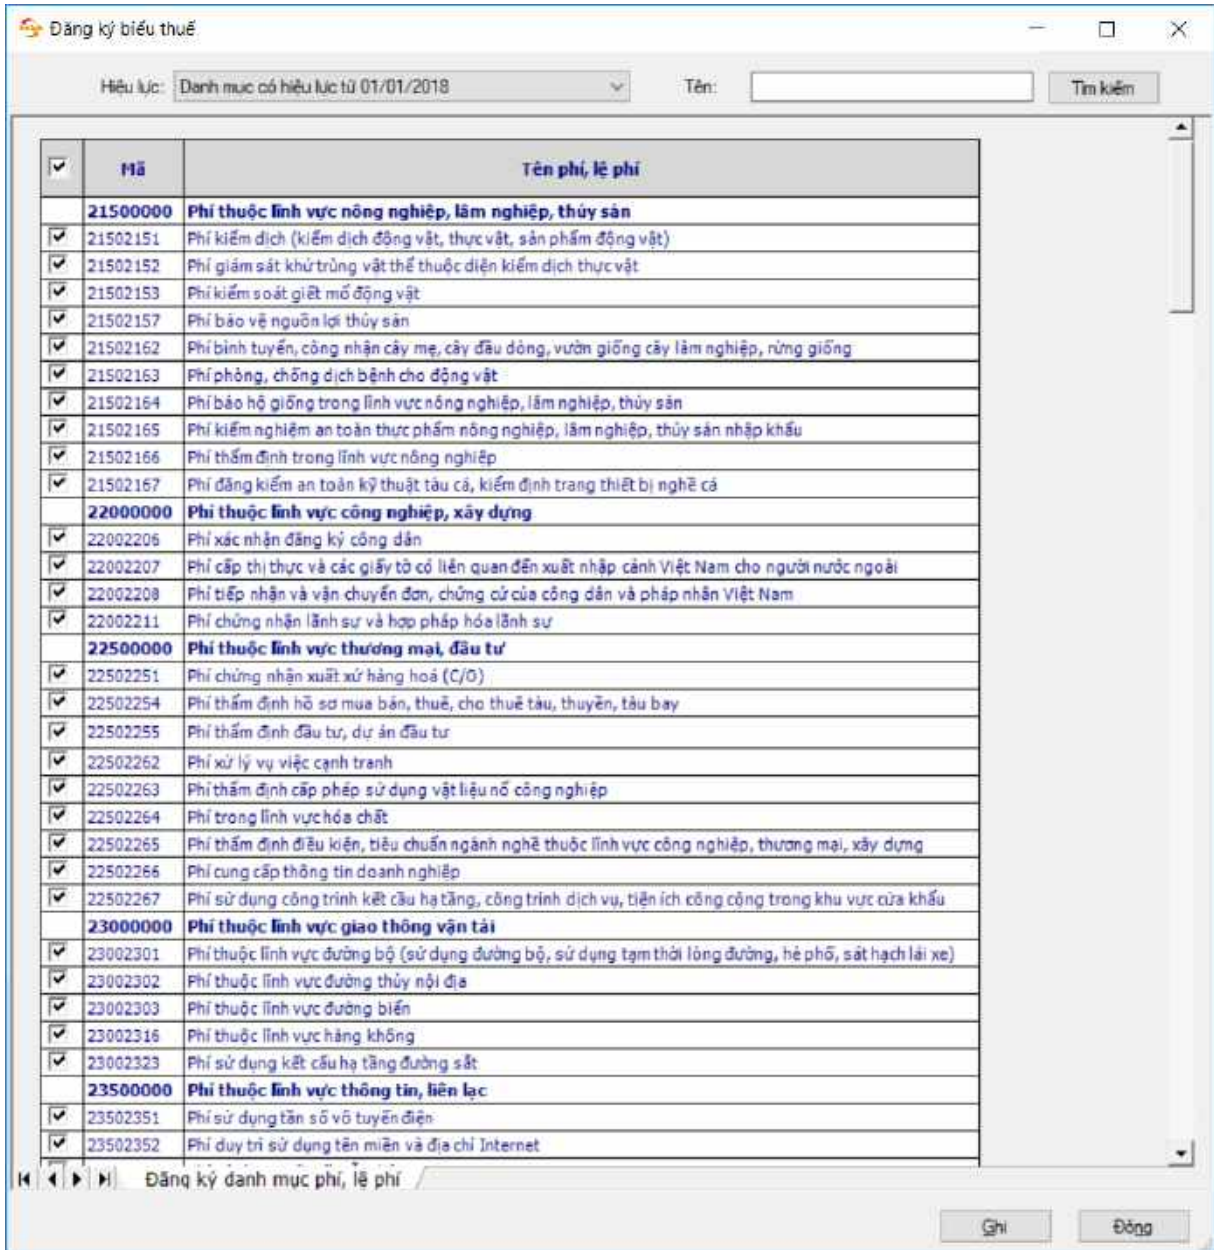 Đăng ký biểu thuế
Hiệu lực: Danh mục có hiệu lực từ 01/01/2018 Tên: Tìm kiếm
Mã Tên phí, lệ phí
21500000 Phí thuộc lĩnh vực nông nghiệp, lâm nghiệp, thủy sản
21502151 Phí kiểm dịch (kiểm dịch động vật, thực vật, sản phẩm động vật)
21502152 Phí giám sát khử trùng vật thể thuộc diện kiểm dịch thực vật
21502153 Phí kiểm soát giết mổ động vật
21502157 Phí bảo vệ nguồn lợi thủy sản
21502162 Phí bình tuyển, công nhận cây mẹ, cây đầu dòng, vườn giống cây lâm nghiệp, rừng giống
21502163 Phí phòng, chống dịch bệnh cho động vật
21502164 Phí bảo hộ giống trong lĩnh vực nông nghiệp, lâm nghiệp, thủy sản
21502165 Phí kiểm nghiệm an toàn thực phẩm nông nghiệp, lâm nghiệp, thủy sản nhập khẩu
21502166 Phí thẩm định trong lĩnh vực nông nghiệp
21502167 Phí đăng kiểm an toàn kỹ thuật tàu cá, kiểm định trang thiết bị nghề cá
22000000 Phí thuộc lĩnh vực công nghiệp, xây dựng
22002206 Phí xác nhận đăng ký công dân
22002207 Phí cấp thị thực và các giấy tờ có liên quan đến xuất nhập cảnh Việt Nam cho người nước ngoài
22002208 Phí tiếp nhận và vận chuyển đơn, chứng cứ của công dân và pháp nhân Việt Nam
22002211 Phí chứng nhận lãnh sự và hợp pháp hóa lãnh sự
22500000 Phí thuộc lĩnh vực thương mại, đầu tư
22502251 Phí chứng nhận xuất xứ hàng hoá (C/O)
22502254 Phí thẩm định hồ sơ mua bán, thuê, cho thuê tàu, thuyền, tàu bay
22502255 Phí thẩm định đầu tư, dự án đầu tư
22502262 Phí xử lý vụ việc cạnh tranh
22502263 Phí thẩm định cấp phép sử dụng vật liệu nổ công nghiệp
22502264 Phí trong lĩnh vực hóa chất
22502265 Phí thẩm định điều kiện, tiêu chuẩn ngành nghề thuộc lĩnh vực công nghiệp, thương mại, xây dựng
22502266 Phí cung cấp thông tin doanh nghiệp
22502267 Phí sử dụng công trình kết cầu hạ tầng, công trình dịch vụ, tiện ích công cộng trong khu vực cửa khẩu
23000000 Phí thuộc lĩnh vực giao thông vận tải
23002301 Phí thuộc lĩnh vực đường bộ (sử dụng đường bộ, sử dụng tạm thời lòng đường, hè phố, sát hạch lái xe)
23002302 Phí thuộc lĩnh vực đường thủy nội địa
23002303 Phí thuộc lĩnh vực đường biển
23002316 Phí thuộc lĩnh vực hàng không
23002323 Phí sử dụng kết cấu hạ tầng đường sắt
23500000 Phí thuộc lĩnh vực thông tin, liên lạc
23502351 Phí sử dụng tần số vô tuyến điện
23502352 Phí duy trì sử dụng tên miền và địa chỉ Internet
Đăng ký danh mục phí, lệ phí
Ghi Đóng